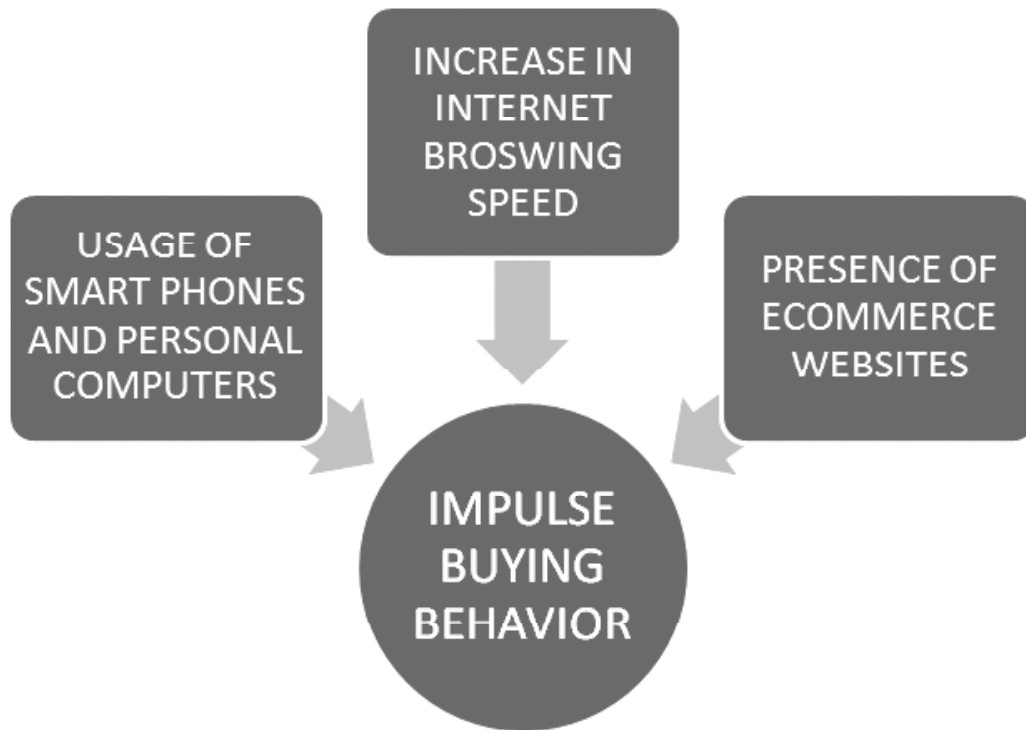 INCREASE IN
INTERNET
BROSWING
SPEED
USAGE OF
SMART PHONES
AND PERSONAL
COMPUTERS
PRESENCE OF
ECOMMERCE
WEBSITES
IMPULSE
BUYING
BEHAVIOR